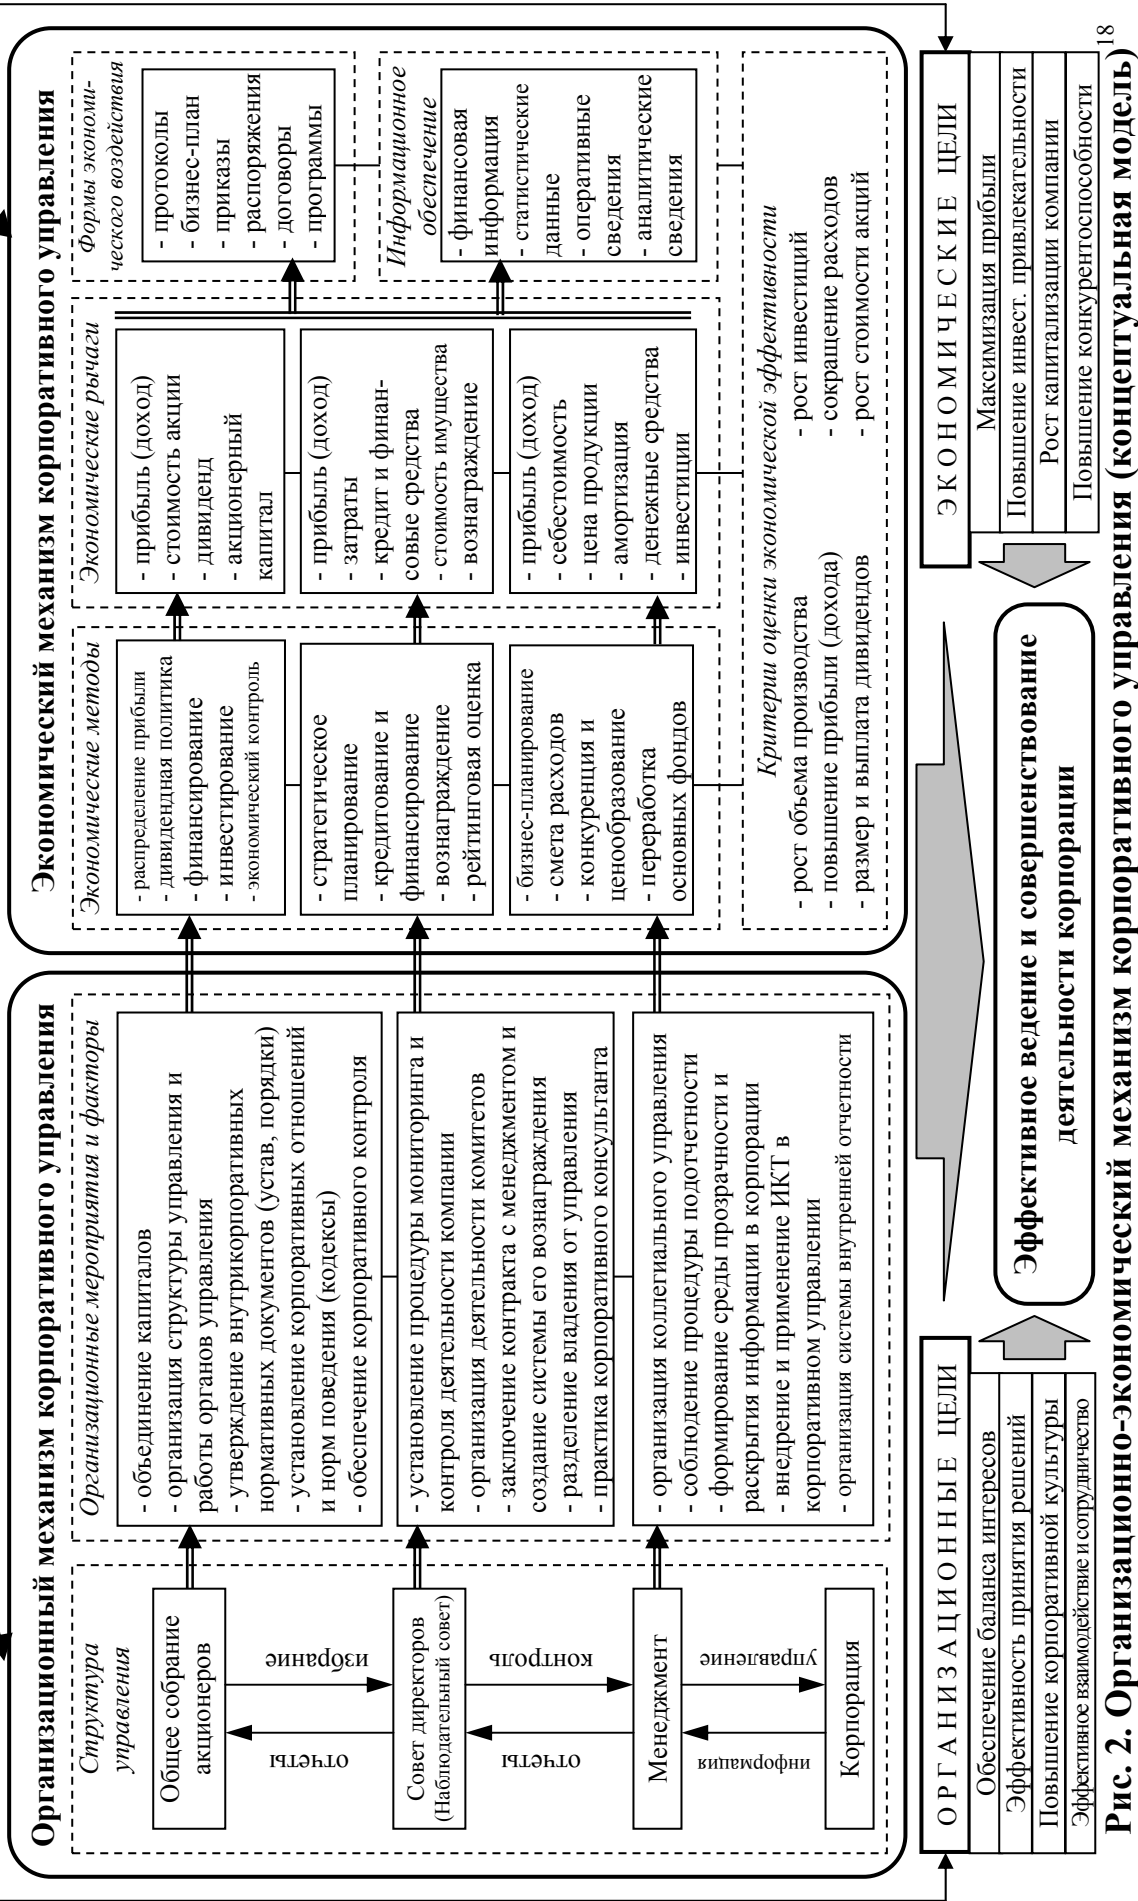 Организационный механизм корпоративного управления
Структура
управления
Общее собрание
акционеров
избрание
отчеты
Совет директоров
(Наблюдательный совет)
контроль
отчеты
Менеджмент
управление
информация
Корпорация
Организационные мероприятия и факторы
- объединение капиталов
- организация структуры управления и
работы органов управления
- утверждение внутрикорпоративных
нормативных документов (устав, порядки)
- установление корпоративных отношений
и норм поведения (кодексы)
- обеспечение корпоративного контроля
- установление процедуры мониторинга и
контроля деятельности компании
- организация деятельности комитетов
- заключение контракта с менеджментом и
создание системы его вознаграждения
- разделение владения от управления
- практика корпоративного консультанта
- организация коллегиального управления
- соблюдение процедуры подотчетности
- формирование среды прозрачности и
раскрытия информации в корпорации
- внедрение и применение ИКТ в
корпоративном управлении
- организация системы внутренней отчетности
Экономический механизм корпоративного управления
Экономические методы
- распределение прибыли
- дивидендная политика
- финансирование
- инвестирование
- экономический контроль
- стратегическое
планирование
- кредитование и
финансирование
- вознаграждение
- рейтинговая оценка
- бизнес-планирование
- смета расходов
- конкуренция и
ценообразование
- переработка
основных фондов
Экономические рычаги
- прибыль (доход)
- стоимость акции
- дивиденд
- акционерный
капитал
- прибыль (доход)
- затраты
- кредит и финан-
совые средства
- стоимость имущества
- вознаграждение
- прибыль (доход)
- себестоимость
- цена продукции
- амортизация
- денежные средства
- инвестиции
Формы экономи-
ческого воздействия
- протоколы
- бизнес-план
- приказы
- распоряжения
- договоры
- программы
Информационное
обеспечение
- финансовая
информация
- статистические
данные
- оперативные
сведения
- аналитические
сведения
Критерии оценки экономической эффективности
- рост объема производства
- повышение прибыли (дохода)
- размер и выплата дивидендов
- рост инвестиций
- сокращение расходов
- рост стоимости акций
ОРГАНИЗАЦИОННЫЕ ЦЕЛИ
Обеспечение баланса интересов
Эффективность принятия решений
Повышение корпоративной культуры
Эффективное взаимодействие и сотрудничество
Эффективное ведение и совершенствование
деятельности корпорации
ЭКОНОМИЧЕСКИЕ ЦЕЛИ
Максимизация прибыли
Повышение инвест. привлекательности
Рост капитализации компании
Повышение конкурентоспособности
Рис. 2. Организационно-экономический механизм корпоративного управления (концептуальная модель)
18